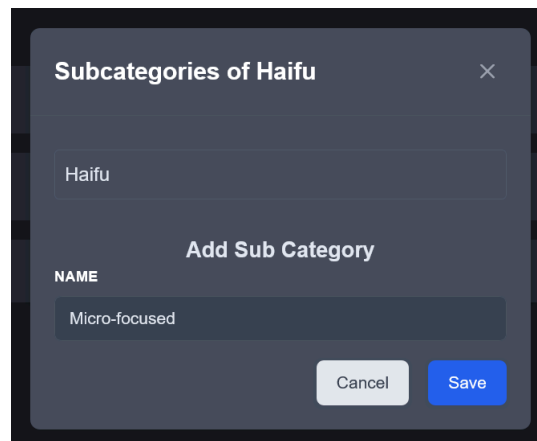 Subcategories of Haifu
Haifu
Add Sub Category
NAME
Micro-focused
Cancel Save